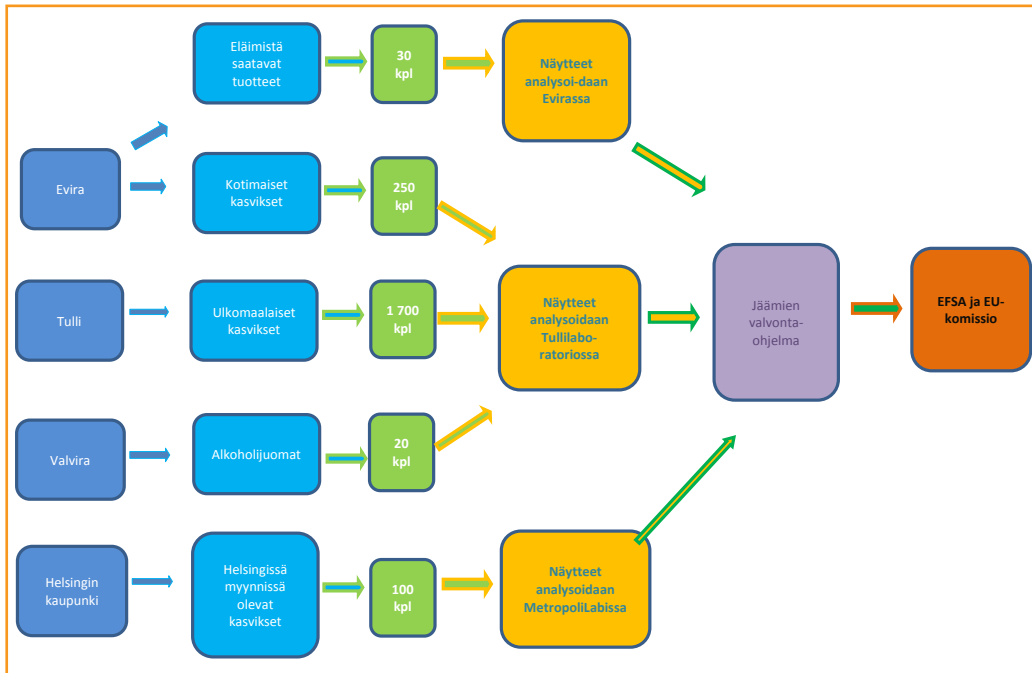 Eläimistä
saatavat
tuotteet
30
kpl
Näytteet
analysoi-daan
Evirassa
Evira
Kotimaiset
kasvikset
250
kpl
Tulli
Ulkomaalaiset
kasvikset
1 700
kpl
Näytteet
analysoidaan
Tullilabo-
ratoriossa
Jäämien
valvonta-
ohjelma
EFSA ja EU-
komissio
Valvira
Alkoholijuomat
20
kpl
Helsingin
kaupunki
Helsingissä
myynnissä
olevat
kasvikset
100
kpl
Näytteet
analysoidaan
MetropoliLabissa